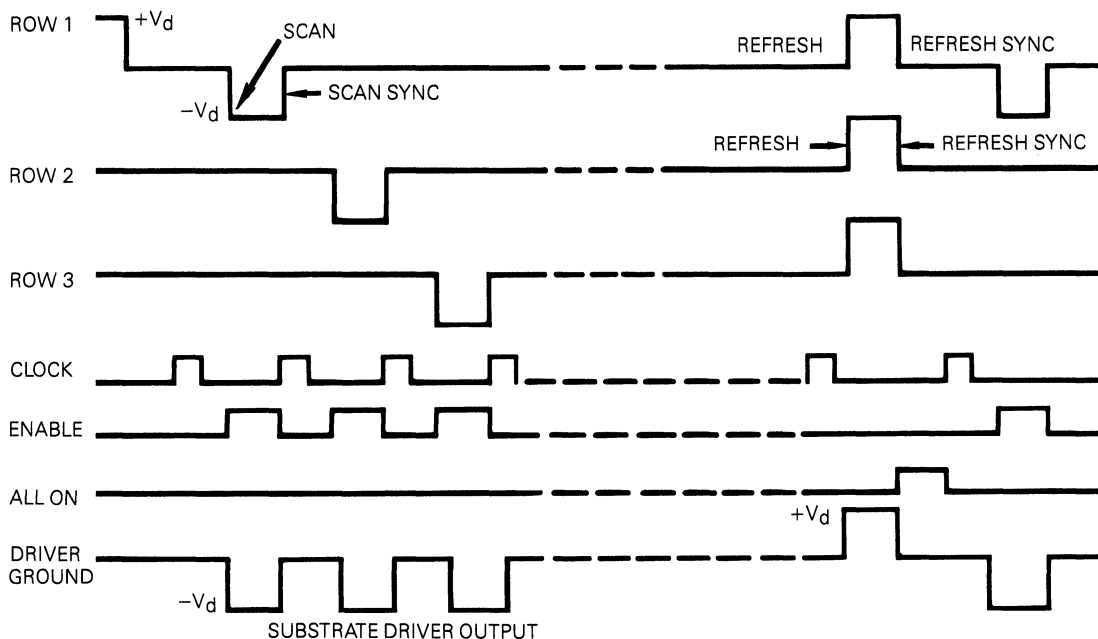 ROW 1
+Vd
SCAN
REFRESH
REFRESH SYNC
SCAN SYNC
−Vd
REFRESH
REFRESH SYNC
ROW 2
ROW 3
CLOCK
ENABLE
ALL ON
+Vd
DRIVER
GROUND
−Vd
SUBSTRATE DRIVER OUTPUT